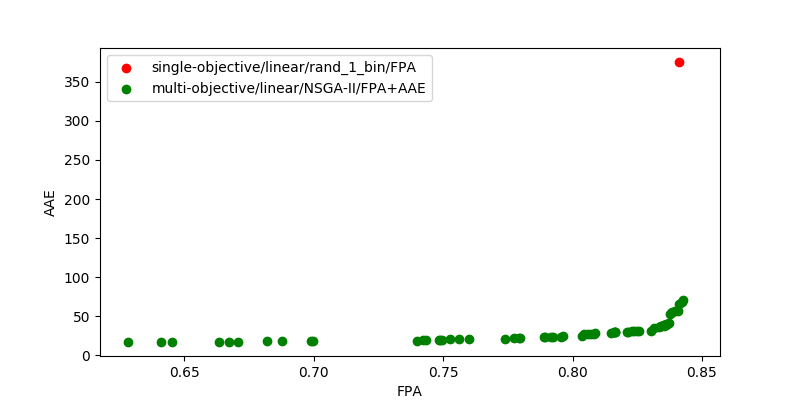 single-objective/linear/rand_1_bin/FPA
multi-objective/linear/NSGA-II/FPA+AAE
AAE
350
300
250
200
150
100
50
0
0.65 0.70 0.75 0.80 0.85
FPA